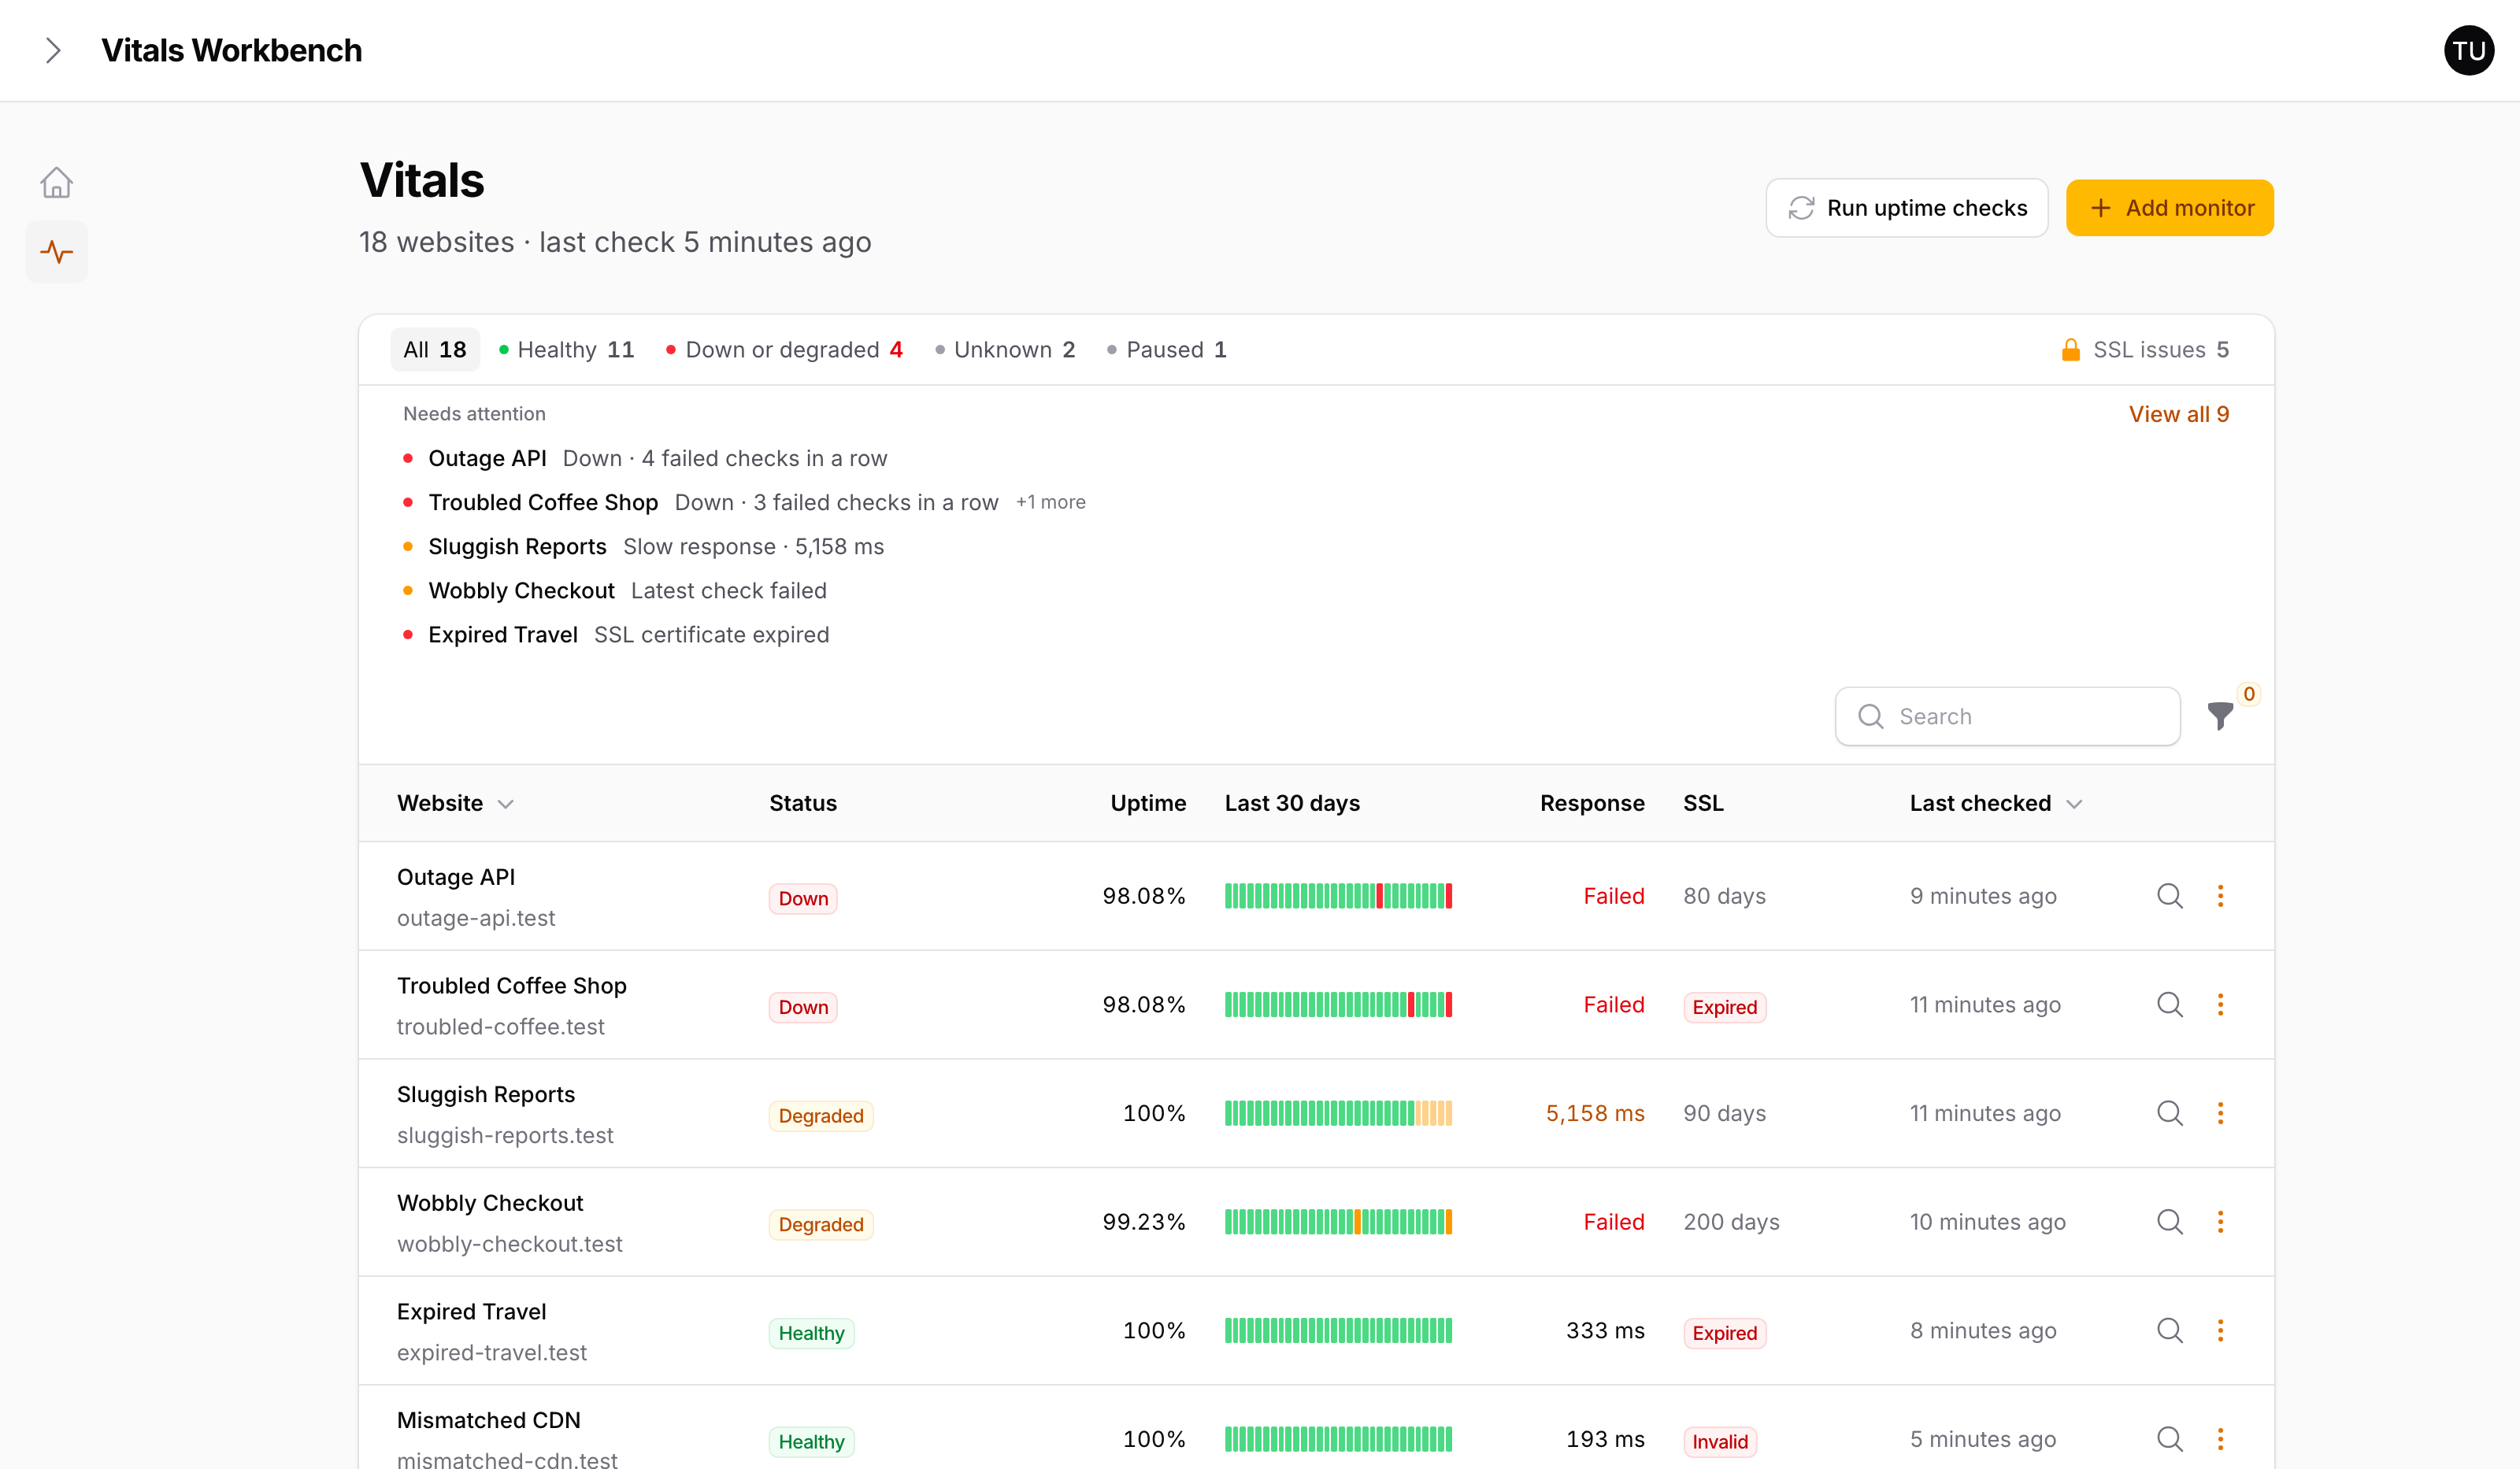 Vitals Workbench
TU
Vitals
18 websites · last check 5 minutes ago
Run uptime checks
Add monitor
All 18 Healthy 11 Down or degraded 4 Unknown 2 Paused 1 SSL issues 5
Needs attention View all 9
Outage API Down · 4 failed checks in a row
Troubled Coffee Shop Down · 3 failed checks in a row +1 more
Sluggish Reports Slow response · 5,158 ms
Wobbly Checkout Latest check failed
Expired Travel SSL certificate expired
Search 0
Website Status Uptime Last 30 days Response SSL Last checked
Outage API
outage-api.test
Down 98.08% Failed 80 days 9 minutes ago
Troubled Coffee Shop
troubled-coffee.test
Down 98.08% Failed Expired 11 minutes ago
Sluggish Reports
sluggish-reports.test
Degraded 100% 5,158 ms 90 days 11 minutes ago
Wobbly Checkout
wobbly-checkout.test
Degraded 99.23% Failed 200 days 10 minutes ago
Expired Travel
expired-travel.test
Healthy 100% 333 ms Expired 8 minutes ago
Mismatched CDN
mismatched-cdn.test
Healthy 100% 193 ms Invalid 5 minutes ago